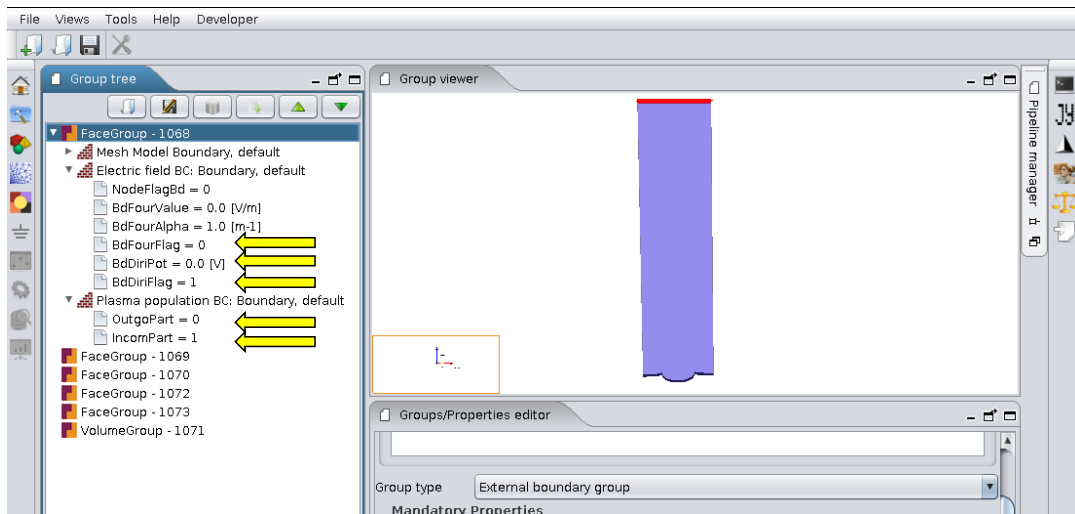 File Views Tools Help Developer
Group tree
FaceGroup - 1068
Mesh Model Boundary, default
Electric field BC: Boundary, default
NodeFlagBd = 0
BdFourValue = 0.0 [V/m]
BdFourAlpha = 1.0 [m-1]
BdFourFlag = 0
BdDiriPot = 0.0 [V]
BdDiriFlag = 1
Plasma population BC: Boundary, default
OutgoPart = 0
IncomPart = 1
FaceGroup - 1069
FaceGroup - 1070
FaceGroup - 1072
FaceGroup - 1073
VolumeGroup - 1071
Group viewer
Groups/Properties editor
Group type External boundary group
Mandatory Properties
Pipeline manager
JY